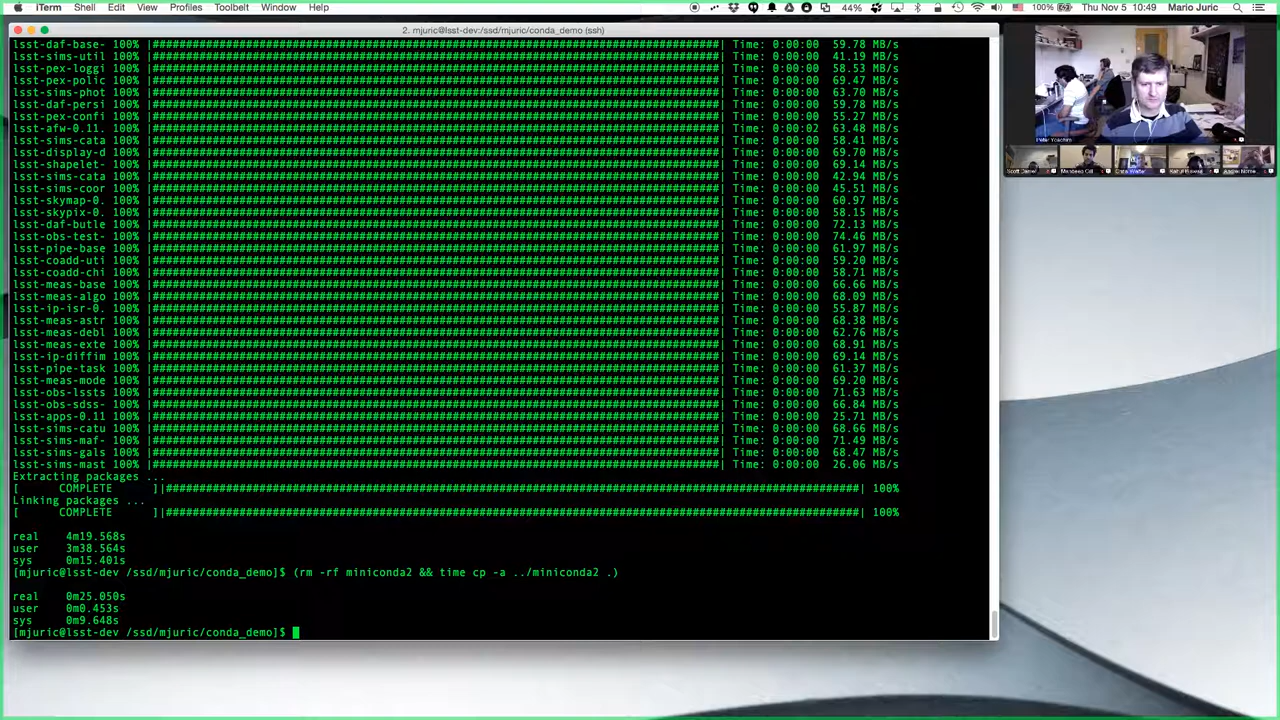 iTerm Shell Edit View Profiles Toolbelt Window Help 44% 100% Thu Nov 5 10:49 Mario Juric
2. mjuric@lsst-dev:/ssd/mjuric/conda_demo (ssh)
lsst-daf-base- 100% |###############################################################################################| Time: 0:00:00 59.78 MB/s
lsst-sims-util 100% |###############################################################################################| Time: 0:00:00 41.19 MB/s
lsst-pex-loggi 100% |###############################################################################################| Time: 0:00:00 58.53 MB/s
lsst-pex-polic 100% |###############################################################################################| Time: 0:00:00 69.47 MB/s
lsst-sims-phot 100% |###############################################################################################| Time: 0:00:00 63.70 MB/s
lsst-daf-persi 100% |###############################################################################################| Time: 0:00:00 59.78 MB/s
lsst-pex-confi 100% |###############################################################################################| Time: 0:00:00 55.27 MB/s
lsst-afw-0.11. 100% |###############################################################################################| Time: 0:00:02 63.48 MB/s
lsst-sims-cata 100% |###############################################################################################| Time: 0:00:00 58.41 MB/s
lsst-display-d 100% |###############################################################################################| Time: 0:00:00 69.70 MB/s
lsst-shapelet- 100% |###############################################################################################| Time: 0:00:00 69.14 MB/s
lsst-sims-cata 100% |###############################################################################################| Time: 0:00:00 42.94 MB/s
lsst-sims-coor 100% |###############################################################################################| Time: 0:00:00 45.51 MB/s
lsst-skymap-0. 100% |###############################################################################################| Time: 0:00:00 60.97 MB/s
lsst-skypix-0. 100% |###############################################################################################| Time: 0:00:00 58.15 MB/s
lsst-daf-butle 100% |###############################################################################################| Time: 0:00:00 72.13 MB/s
lsst-obs-test- 100% |###############################################################################################| Time: 0:00:00 74.46 MB/s
lsst-pipe-base 100% |###############################################################################################| Time: 0:00:00 61.97 MB/s
lsst-coadd-uti 100% |###############################################################################################| Time: 0:00:00 59.20 MB/s
lsst-coadd-chi 100% |###############################################################################################| Time: 0:00:00 58.71 MB/s
lsst-meas-base 100% |###############################################################################################| Time: 0:00:00 66.66 MB/s
lsst-meas-algo 100% |###############################################################################################| Time: 0:00:00 68.09 MB/s
lsst-ip-isr-0. 100% |###############################################################################################| Time: 0:00:00 55.87 MB/s
lsst-meas-astr 100% |###############################################################################################| Time: 0:00:00 68.38 MB/s
lsst-meas-debl 100% |###############################################################################################| Time: 0:00:00 62.76 MB/s
lsst-meas-exte 100% |###############################################################################################| Time: 0:00:00 68.91 MB/s
lsst-ip-diffim 100% |###############################################################################################| Time: 0:00:00 69.14 MB/s
lsst-pipe-task 100% |###############################################################################################| Time: 0:00:00 61.37 MB/s
lsst-meas-mode 100% |###############################################################################################| Time: 0:00:00 69.20 MB/s
lsst-obs-lssts 100% |###############################################################################################| Time: 0:00:00 71.63 MB/s
lsst-obs-sdss- 100% |###############################################################################################| Time: 0:00:00 66.84 MB/s
lsst-apps-0.11 100% |###############################################################################################| Time: 0:00:00 25.71 MB/s
lsst-sims-catu 100% |###############################################################################################| Time: 0:00:00 68.66 MB/s
lsst-sims-maf- 100% |###############################################################################################| Time: 0:00:00 71.49 MB/s
lsst-sims-gals 100% |###############################################################################################| Time: 0:00:00 68.47 MB/s
lsst-sims-mast 100% |###############################################################################################| Time: 0:00:00 26.06 MB/s
Extracting packages ...
[ COMPLETE ]|##################################################################################################################| 100%
Linking packages ...
[ COMPLETE ]|##################################################################################################################| 100%
real 4m19.568s
user 3m38.564s
sys 0m15.401s
[mjuric@lsst-dev /ssd/mjuric/conda_demo]$ (rm -rf miniconda2 && time cp -a ../miniconda2 .)
real 0m25.050s
user 0m0.453s
sys 0m9.648s
[mjuric@lsst-dev /ssd/mjuric/conda_demo]$
Peter Yoachim
Scott Daniel Mandeep Gill Chris Walter